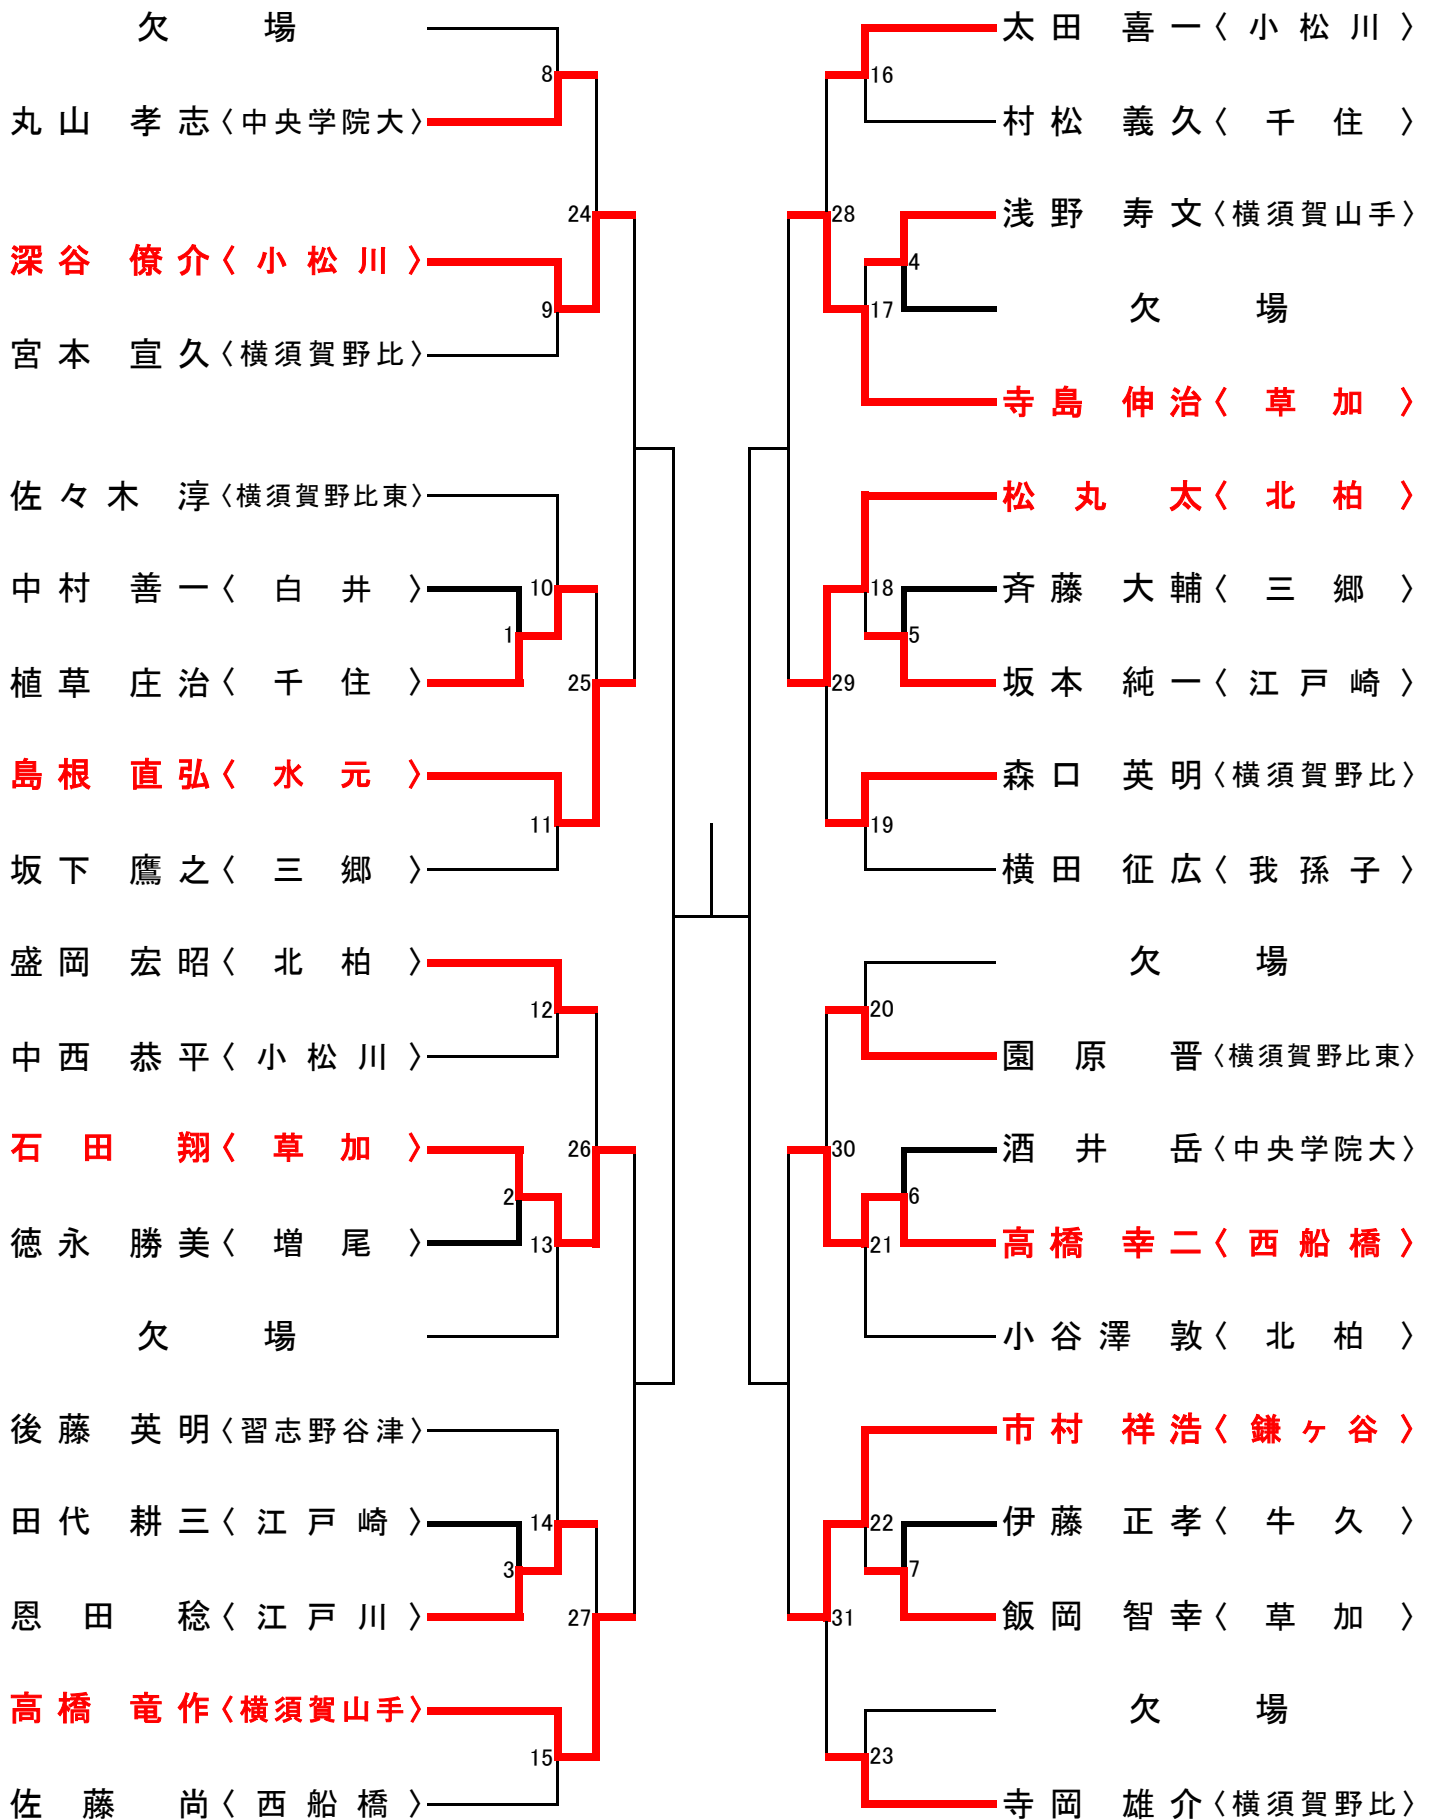 欠場
8
丸山 孝志〈中央学院大〉
24
深谷 僚介〈小松川〉
9
宮本 宣久〈横須賀野比〉
佐々木 淳〈横須賀野比東〉
中村 善一〈白井〉
10
1
植草 庄治〈千住〉
25
島根 直弘〈水元〉
11
坂下 鷹之〈三郷〉
盛岡 宏昭〈北柏〉
12
中西 恭平〈小松川〉
石田 翔〈草加〉
26
2
徳永 勝美〈増尾〉
13
欠場
後藤 英明〈習志野谷津〉
田代 耕三〈江戸崎〉
14
3
恩田 稔〈江戸川〉
27
高橋 竜作〈横須賀山手〉
15
佐藤 尚〈西船橋〉
太田 喜一〈小松川〉
16
村松 義久〈千住〉
28
浅野 寿文〈横須賀山手〉
4
17
欠場
寺島 伸治〈草加〉
松丸 太〈北柏〉
18
斉藤 大輔〈三郷〉
5
29
坂本 純一〈江戸崎〉
森口 英明〈横須賀野比〉
19
横田 征広〈我孫子〉
欠場
20
園原 晋〈横須賀野比東〉
30
酒井 岳〈中央学院大〉
6
21
高橋 幸二〈西船橋〉
小谷澤 敦〈北柏〉
市村 祥浩〈鎌ヶ谷〉
22
伊藤 正孝〈牛久〉
7
31
飯岡 智幸〈草加〉
欠場
23
寺岡 雄介〈横須賀野比〉